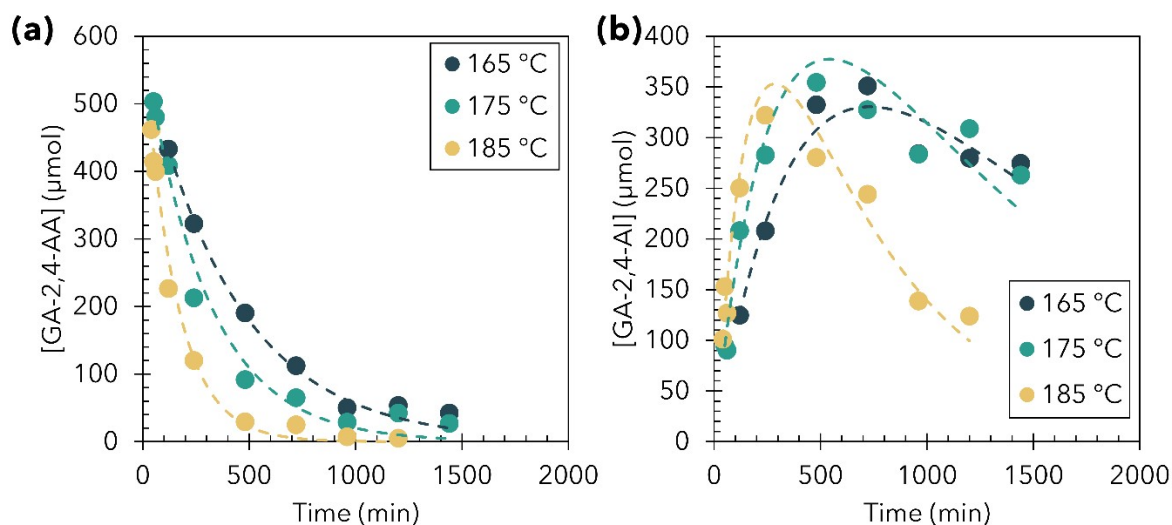 (a)
600
500
400
300
200
100
0
[GA-2,4-AA] (µmol)
165 °C
175 °C
185 °C
0 500 1000 1500 2000
Time (min)
(b)
400
350
300
250
200
150
100
50
0
[GA-2,4-AI] (µmol)
165 °C
175 °C
185 °C
0 500 1000 1500 2000
Time (min)